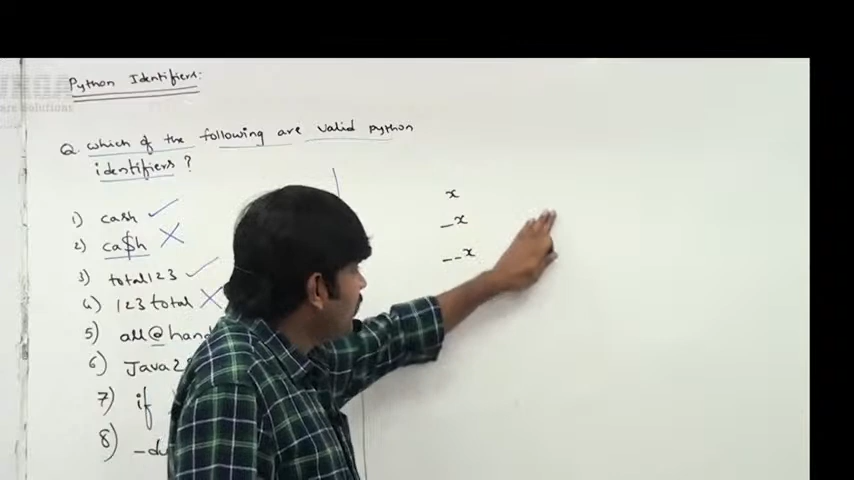 Python Identifiers:
Q. which of the following are valid python
identifiers ?
1) cash ✓
2) ca$h ✗
3) total123 ✓
4) 123total ✗
5) all@hand
6) Java2
7) if
8)
x
_x
__x
Solutions